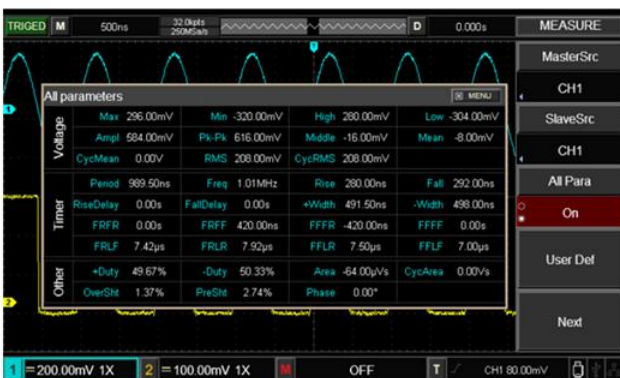 TRIGED M 500ns 32.0kpts 250MSa/s D 0.000s MEASURE
MasterSrc
CH1
SlaveSrc
CH1
All Para
On
User Def
Next
All parameters MENU
Voltage
Max 296.00mV Min -320.00mV High 280.00mV Low -304.00mV
Ampl 584.00mV Pk-Pk 616.00mV Middle -16.00mV Mean -8.00mV
CycMean 0.00V RMS 208.00mV CycRMS 208.00mV
Timer
Period 989.50ns Freq 1.01MHz Rise 280.00ns Fall 292.00ns
RiseDelay 0.00s FallDelay 0.00s +Width 491.50ns -Width 498.00ns
FRFR 0.00s FRFF 420.00ns FFFR -420.00ns FFFF 0.00s
FRLF 7.42µs FRLR 7.92µs FFLR 7.50µs FFLF 7.00µs
Other
+Duty 49.67% -Duty 50.33% Area -64.00µVs CycArea 0.00Vs
OverSht 1.37% PreSht 2.74% Phase 0.00°
1
2
1 =200.00mV 1X 2 =100.00mV 1X M OFF T CH1 80.00mV